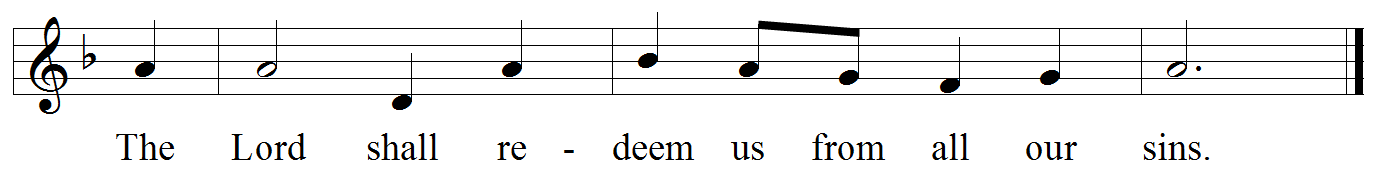 The Lord shall re - deem us from all our sins.